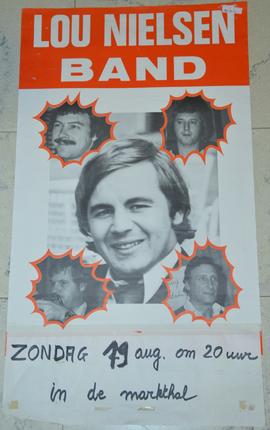 LOU NIELSEN
BAND
ZONDAG 19 aug. om 20 uur
in de markthal